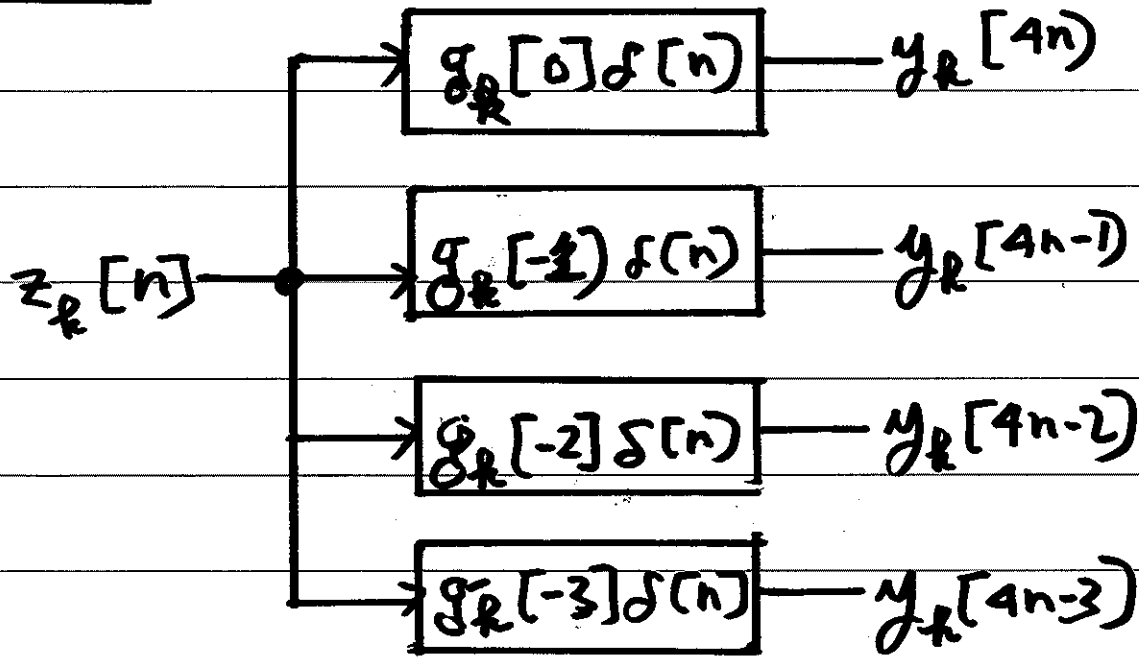 g_k[0]δ[n] y_k[4n)
g_k[-1)δ(n) y_k[4n-1)
z_k[n]
g_k[-2]δ[n) y_k[4n-2)
g_k[-3]δ[n] y_k[4n-3)